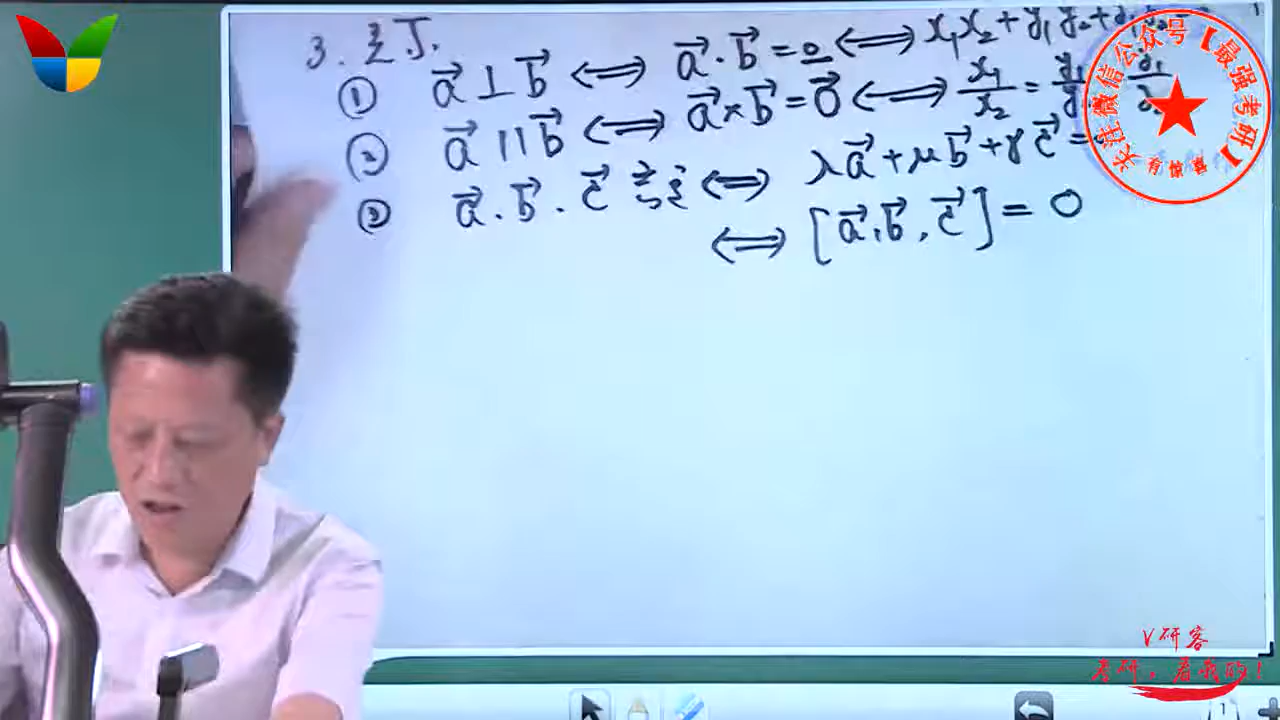 3.
① a⃗ ⊥ b⃗ ⟺ a⃗ · b⃗ = 0 ⟺ x₁x₂ + y₁y₂ +
② a⃗ ∥ b⃗ ⟺ a⃗ × b⃗ = 0⃗ ⟺ x₁/x₂ = y₁/
③ a⃗ . b⃗ . c⃗ 共面 ⟺ λa⃗ + μb⃗ + γc⃗ =
⟺ [a⃗, b⃗, c⃗] = 0
关注微信公众号【最强考研】
有惊喜
V研客
考研，看我的！
1